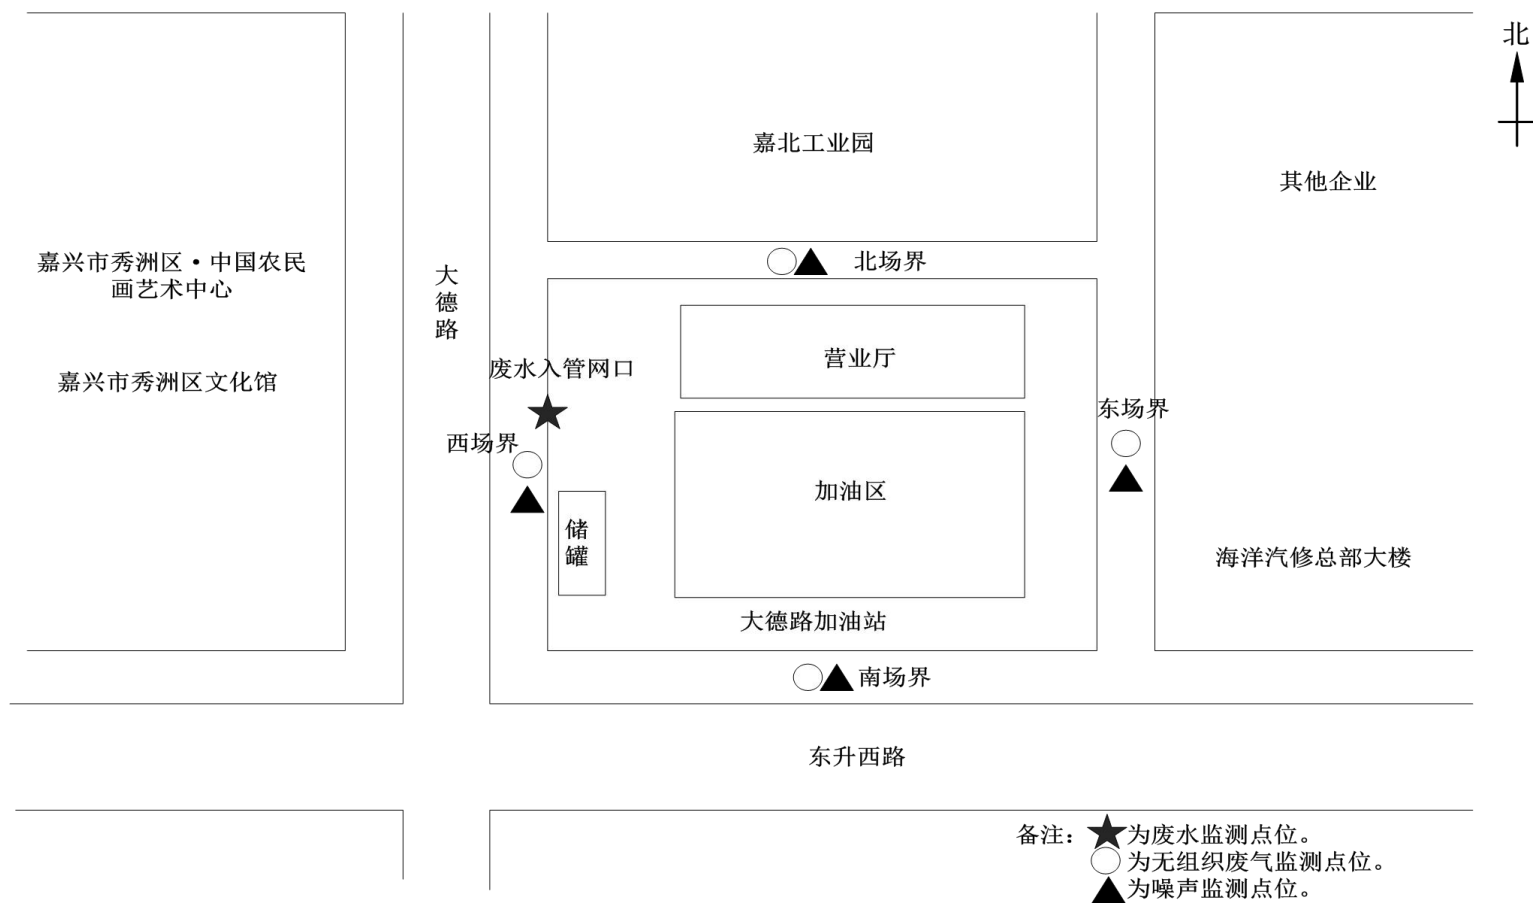 北
嘉北工业园
其他企业
嘉兴市秀洲区·中国农民
画艺术中心
大德路
北场界
营业厅
废水入管网口
嘉兴市秀洲区文化馆
东场界
西场界
加油区
储罐
海洋汽修总部大楼
大德路加油站
南场界
东升西路
备注：★为废水监测点位。
○为无组织废气监测点位。
▲为噪声监测点位。